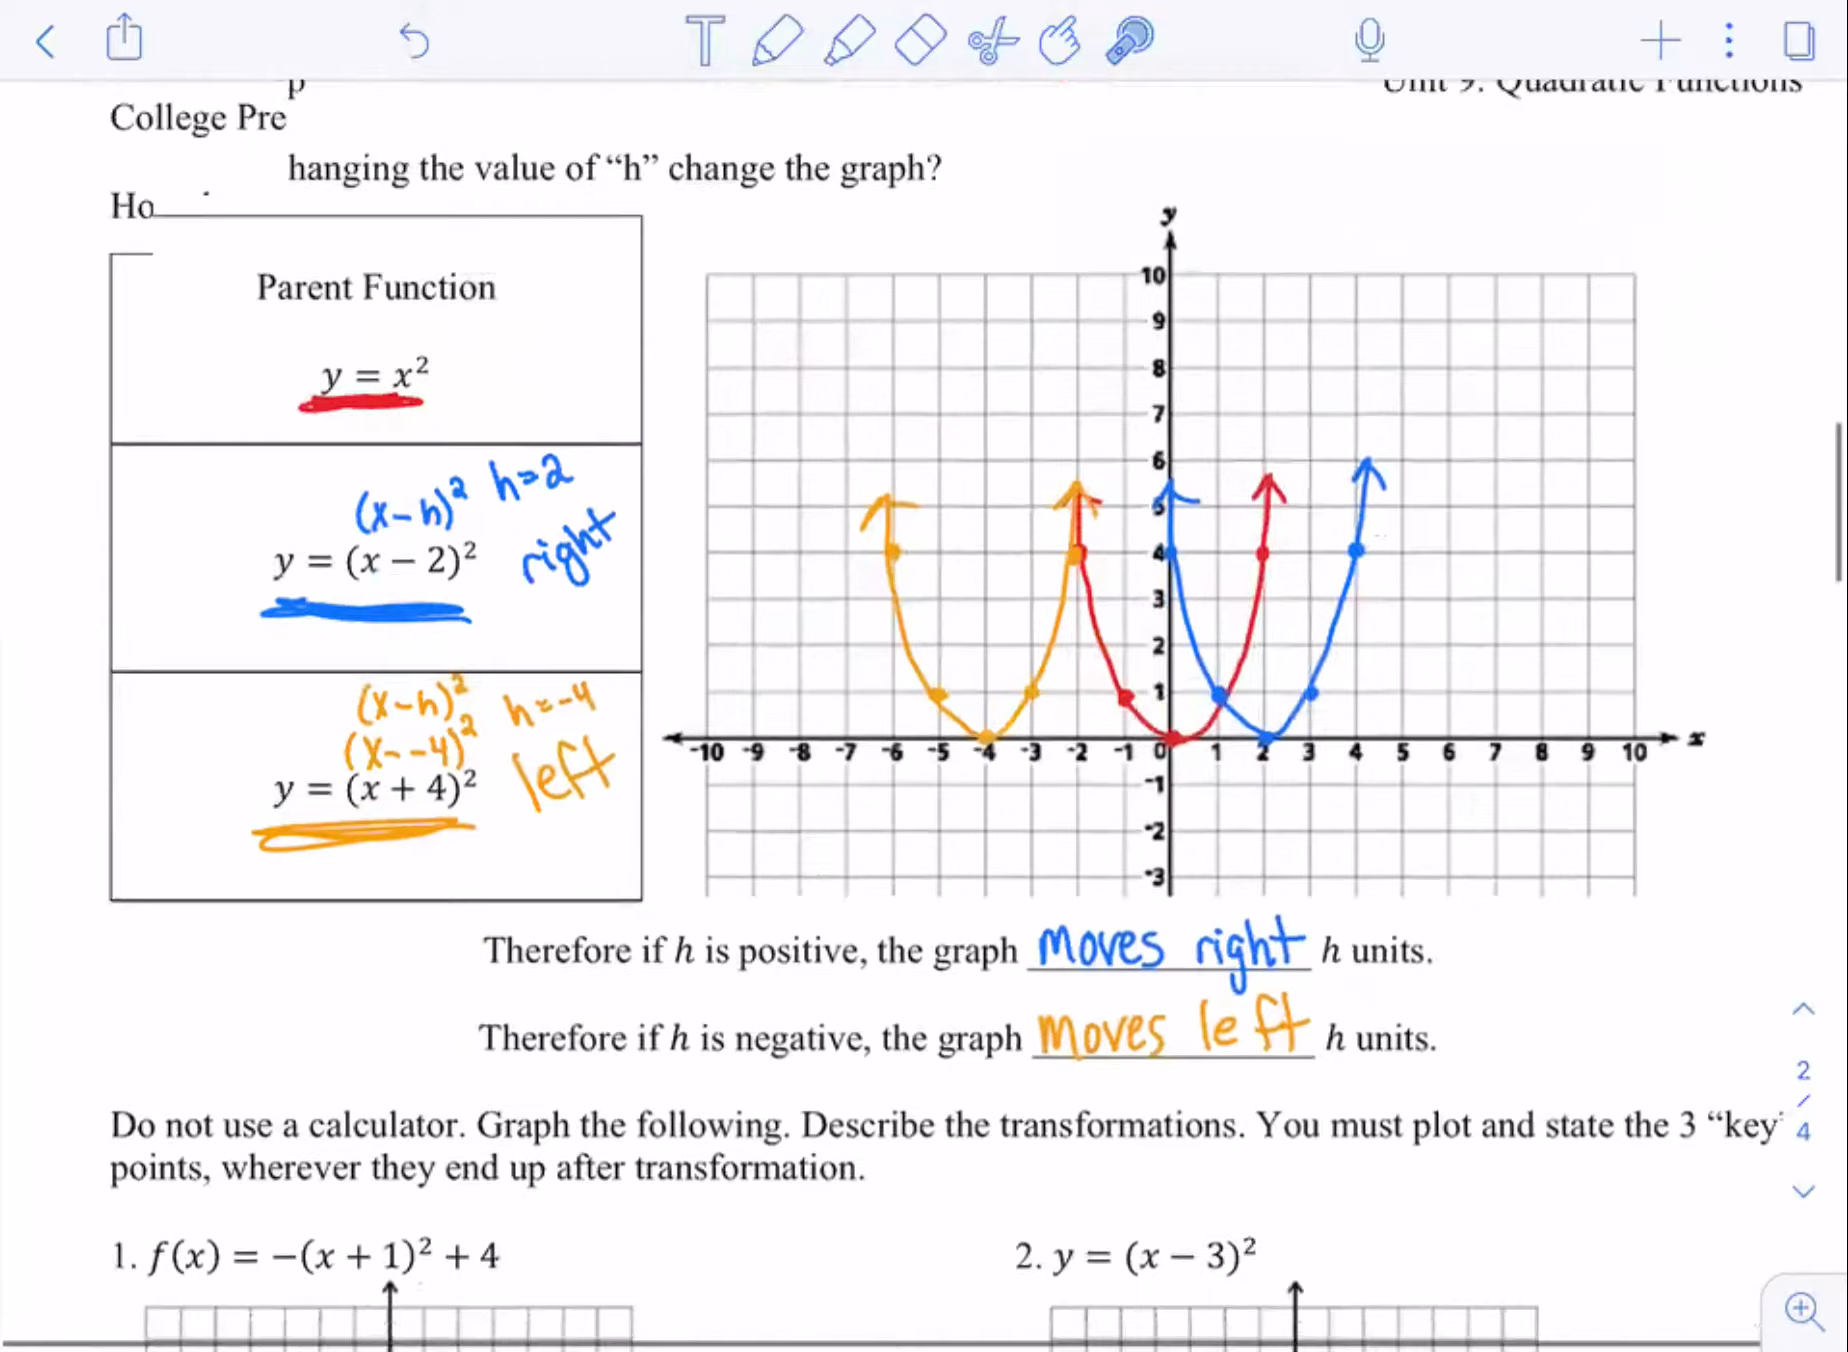 p
Unit 9: Quadratic Functions
College Pre
hanging the value of “h” change the graph?
Ho
Parent Function
y = x²
(x-h)² h=2
y = (x − 2)² right
(x-h)² h=-4
(x--4)²
y = (x + 4)² left
y
10
9
8
7
6
5
4
3
2
1
-10 -9 -8 -7 -6 -5 -4 -3 -2 -1 0 1 2 3 4 5 6 7 8 9 10 x
-1
-2
-3
Therefore if h is positive, the graph moves right h units.
Therefore if h is negative, the graph moves left h units.
Do not use a calculator. Graph the following. Describe the transformations. You must plot and state the 3 “key
points, wherever they end up after transformation.
2
/
4
1. f(x) = −(x + 1)² + 4
2. y = (x − 3)²